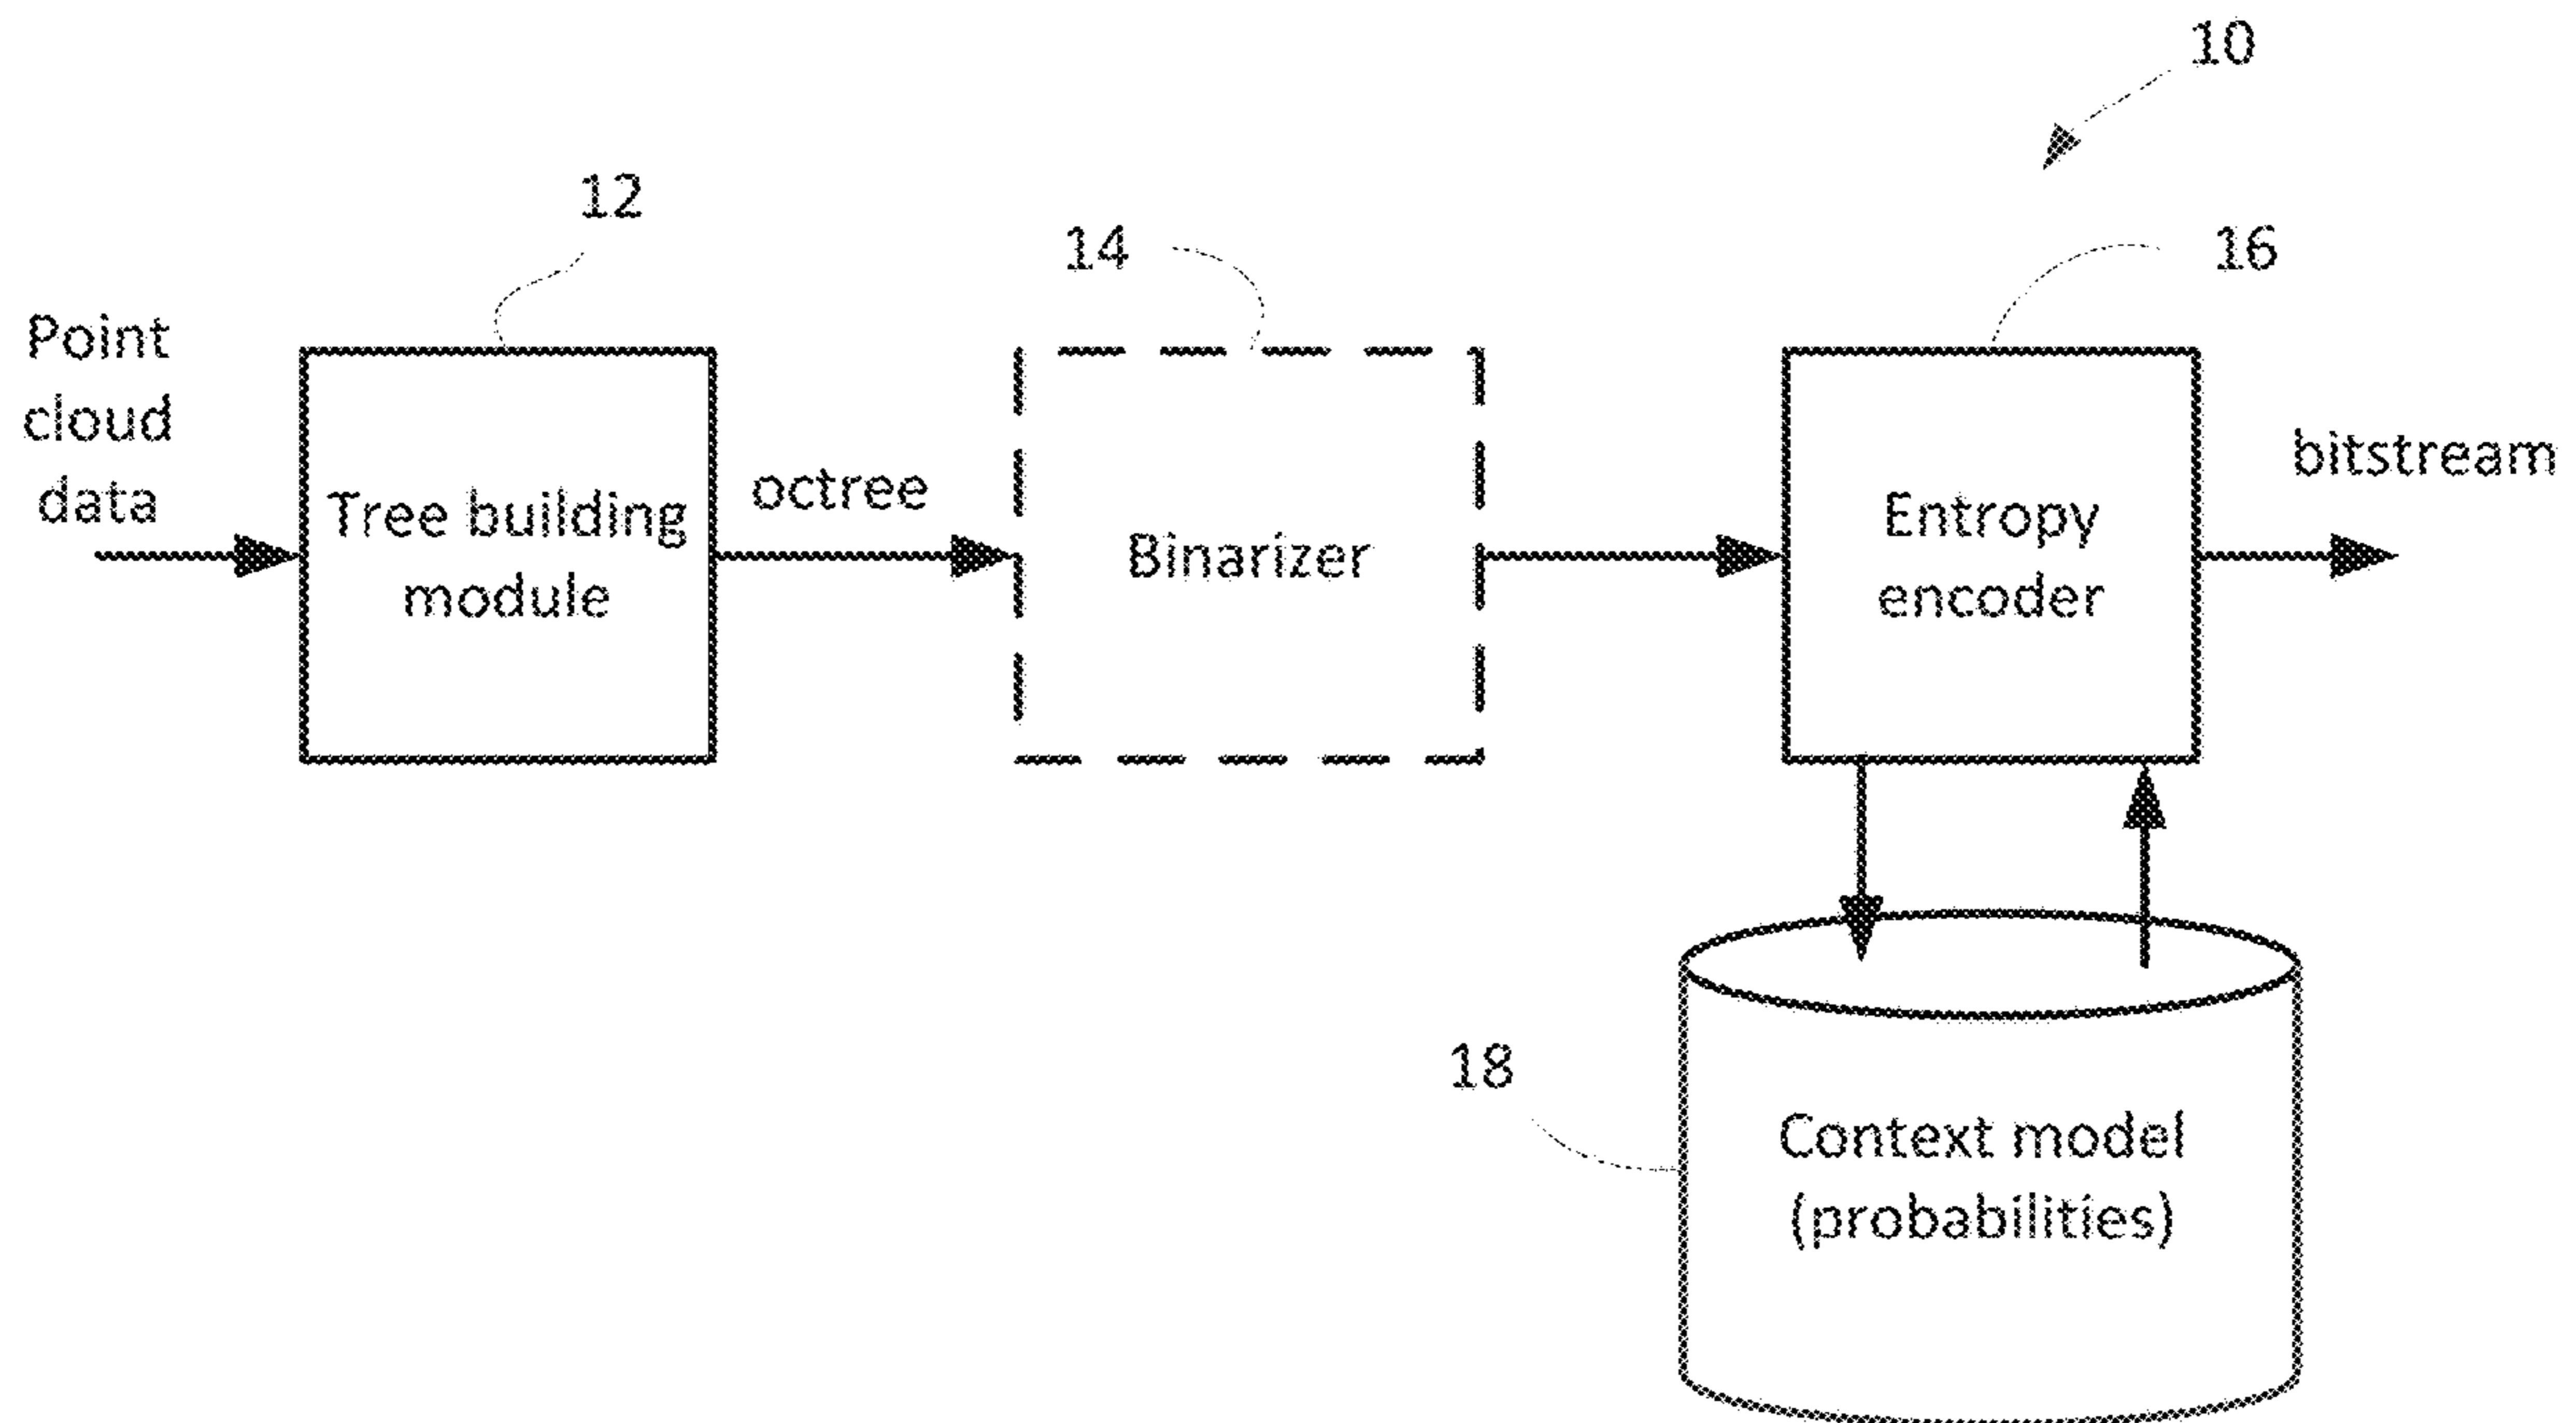 10
12
14
16
Point
cloud
data
Tree building
module
octree
Binarizer
Entropy
encoder
bitstream
18
Context model
(probabilities)